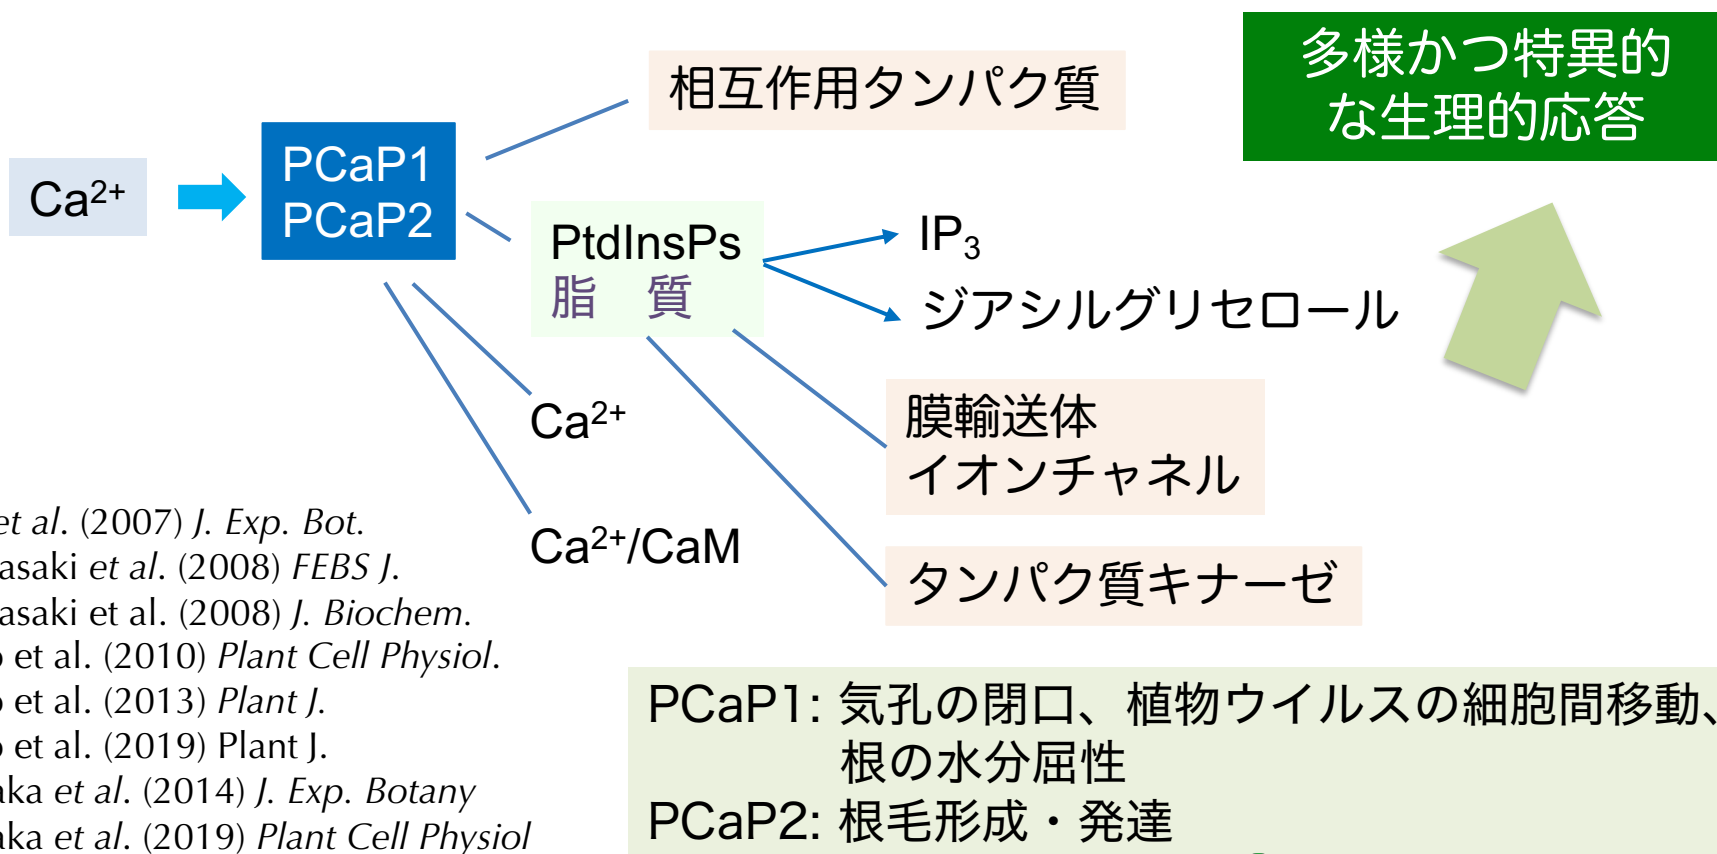 多様かつ特異的
な生理的応答
相互作用タンパク質
Ca²⁺
PCaP1
PCaP2
PtdInsPs
脂　質
IP₃
ジアシルグリセロール
Ca²⁺
Ca²⁺/CaM
膜輸送体
イオンチャネル
タンパク質キナーゼ
et al. (2007) J. Exp. Bot.
et al. (2008) FEBS J.
et al. (2008) J. Biochem.
et al. (2010) Plant Cell Physiol.
et al. (2013) Plant J.
et al. (2019) Plant J.
et al. (2014) J. Exp. Botany
et al. (2019) Plant Cell Physiol
PCaP1: 気孔の閉口、植物ウイルスの細胞間移動、
根の水分屈性
PCaP2: 根毛形成・発達